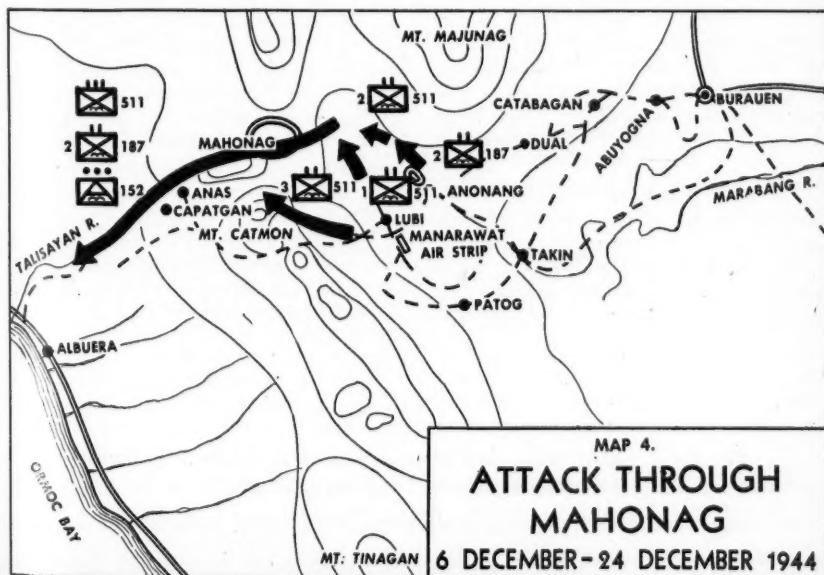 MT. MAJUNAG
511
2 511
CATABAGAN
BURAUEN
2 187
MAHONAG
DUAL
ABUYOGNA
2 187
152
ANAS
3 511
1 511
ANONANG
MARABANG R.
CAPATGAN
LUBI
TALISAYAN R.
MT. CATMON
MANARAWAT
AIR STRIP
TAKIN
PATOG
ALBUERA
ORMOC BAY
MT. TINAGAN
MAP 4.
ATTACK THROUGH
MAHONAG
6 DECEMBER-24 DECEMBER 1944